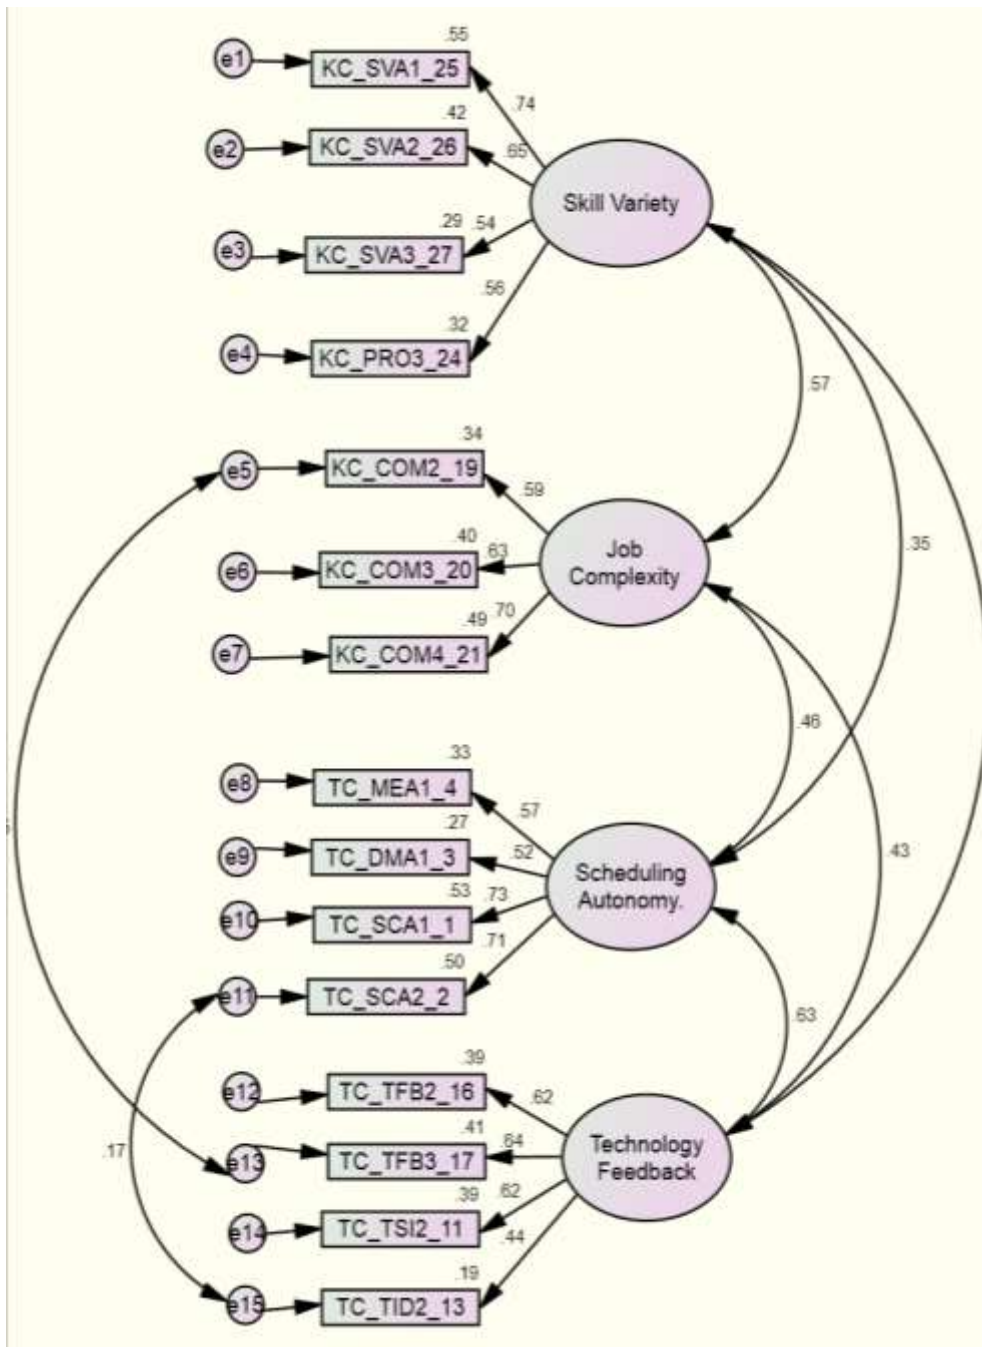 .55
e1
KC_SVA1_25
.74
.42
e2
KC_SVA2_26
.65
Skill Variety
.29
.54
e3
KC_SVA3_27
.56
.32
e4
KC_PRO3_24
.57
.34
e5
KC_COM2_19
.59
.35
.40
.63
e6
KC_COM3_20
Job
Complexity
.49
.70
e7
KC_COM4_21
.46
.33
e8
TC_MEA1_4
.57
.27
.52
e9
TC_DMA1_3
.43
Scheduling
Autonomy.
.53
.73
e10
TC_SCA1_1
.71
.50
e11
TC_SCA2_2
.63
.39
e12
TC_TFB2_16
.62
.41
.64
e13
TC_TFB3_17
.17
Technology
Feedback
.39
.62
e14
TC_TSI2_11
.44
.19
e15
TC_TID2_13